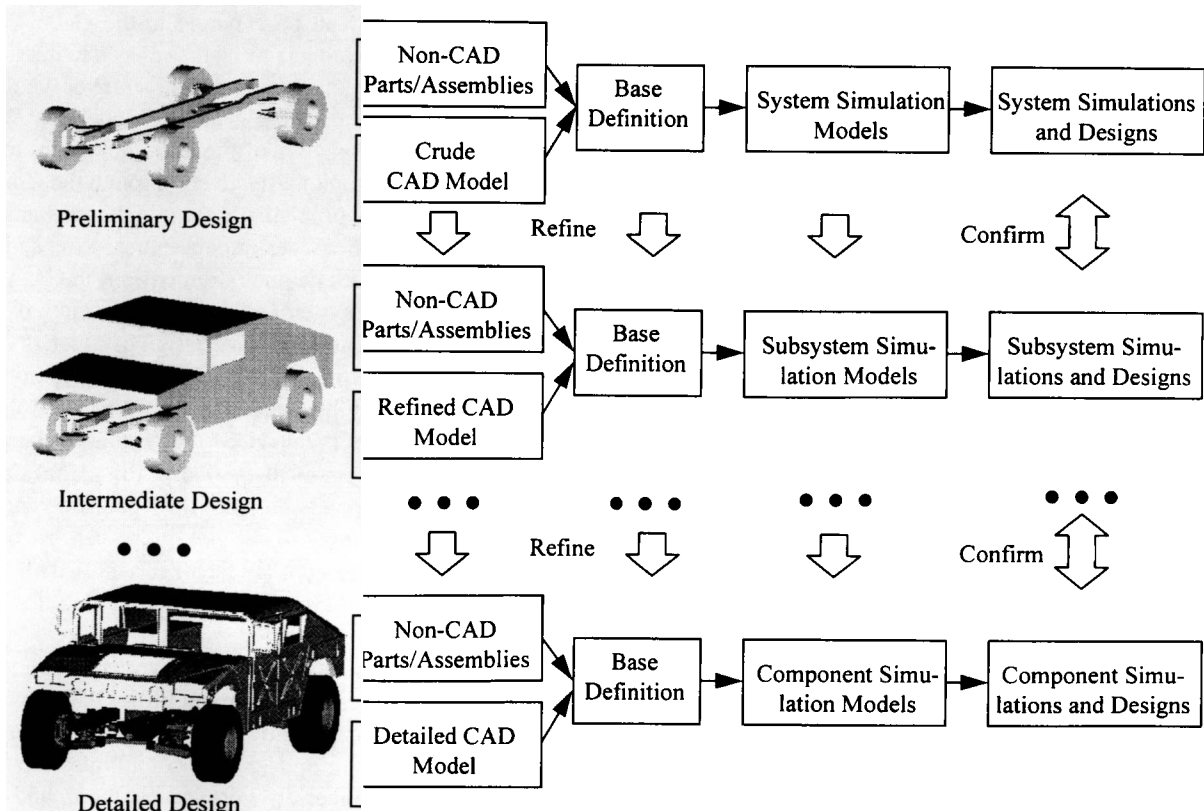 Non-CAD
Parts/Assemblies
Base
Definition
System Simulation
Models
System Simulations
and Designs
Crude
CAD Model
Preliminary Design
Refine
Confirm
Non-CAD
Parts/Assemblies
Base
Definition
Subsystem Simu-
lation Models
Subsystem Simu-
lations and Designs
Refined CAD
Model
Intermediate Design
Refine
Confirm
Non-CAD
Parts/Assemblies
Base
Definition
Component Simu-
lation Models
Component Simu-
lations and Designs
Detailed CAD
Model
Detailed Design